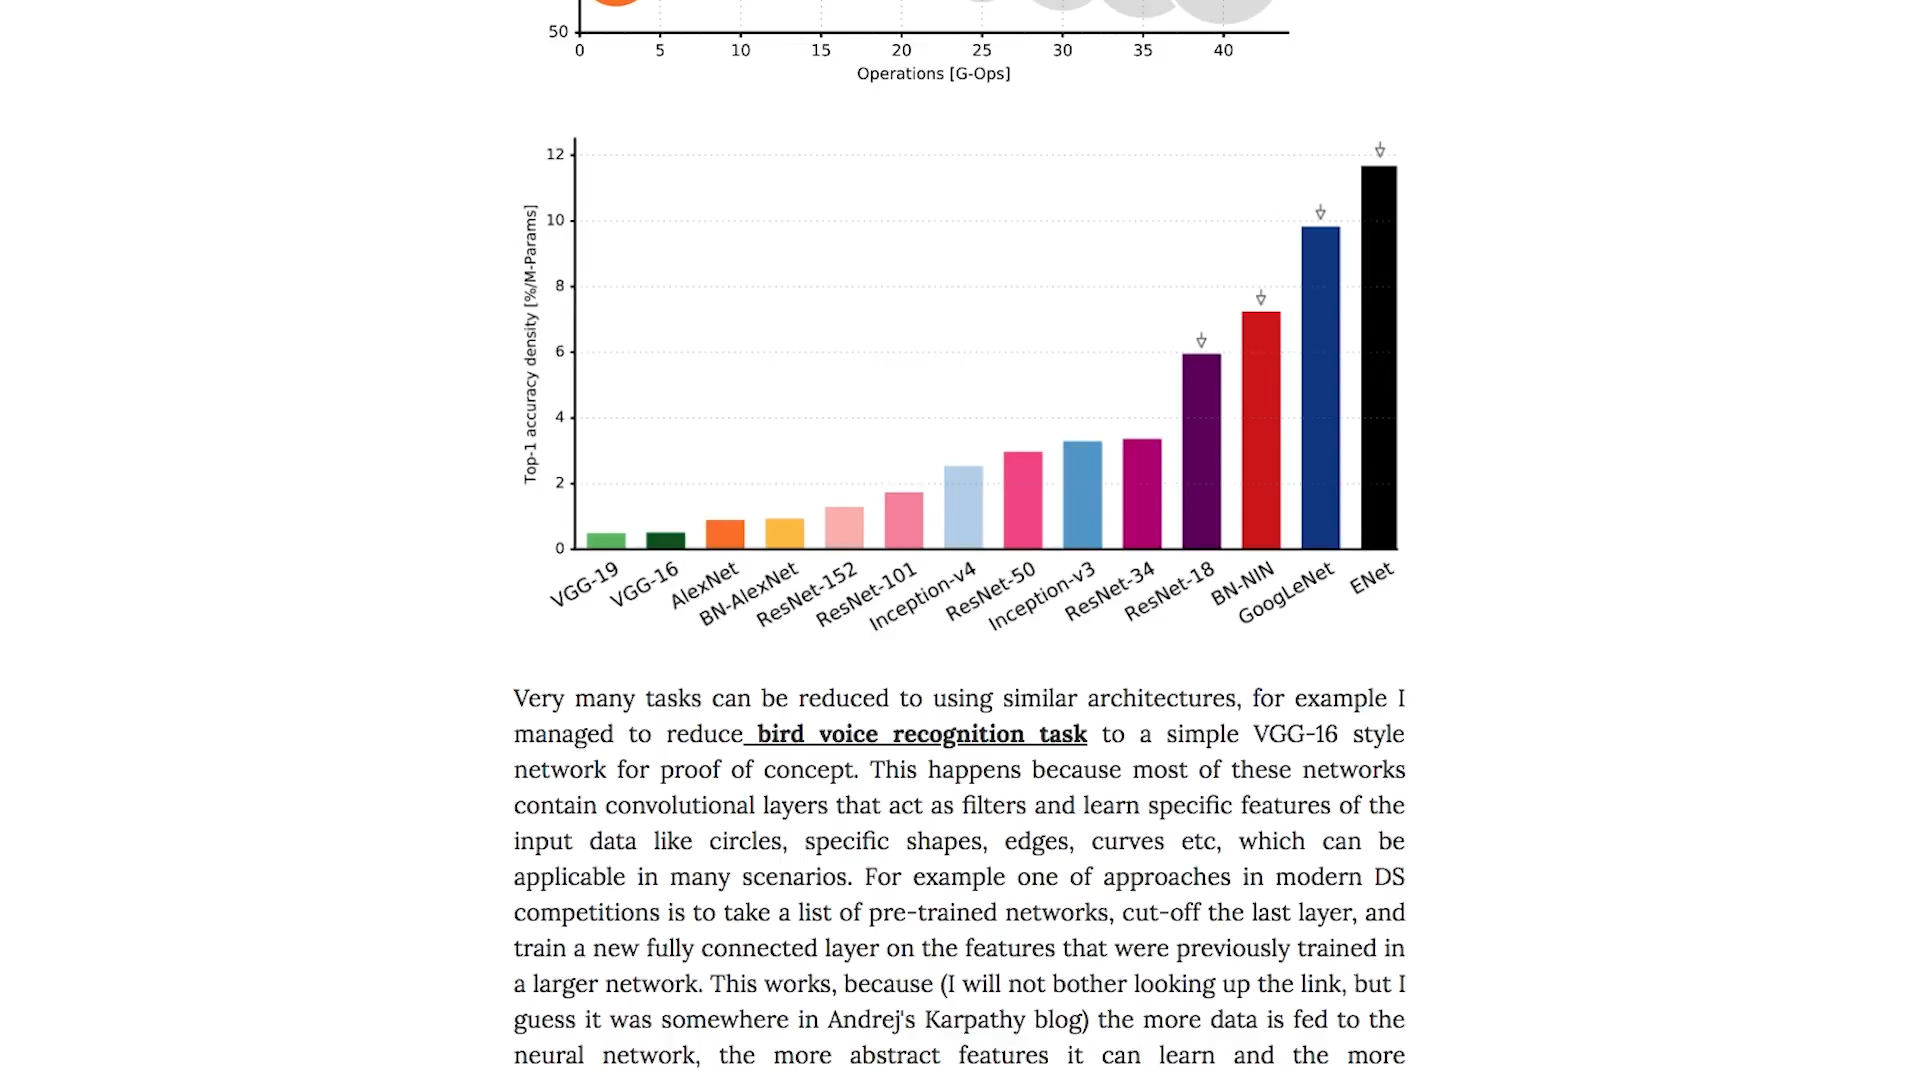 50
0 5 10 15 20 25 30 35 40
Operations [G-Ops]
Top-1 accuracy density [%/M-Params]
12
10
8
6
4
2
0
VGG-19 VGG-16 AlexNet BN-AlexNet ResNet-152 ResNet-101 Inception-v4 ResNet-50 Inception-v3 ResNet-34 ResNet-18 BN-NIN GoogLeNet ENet
Very many tasks can be reduced to using similar architectures, for example I
managed to reduce bird voice recognition task to a simple VGG-16 style
network for proof of concept. This happens because most of these networks
contain convolutional layers that act as filters and learn specific features of the
input data like circles, specific shapes, edges, curves etc, which can be
applicable in many scenarios. For example one of approaches in modern DS
competitions is to take a list of pre-trained networks, cut-off the last layer, and
train a new fully connected layer on the features that were previously trained in
a larger network. This works, because (I will not bother looking up the link, but I
guess it was somewhere in Andrej's Karpathy blog) the more data is fed to the
neural network, the more abstract features it can learn and the more